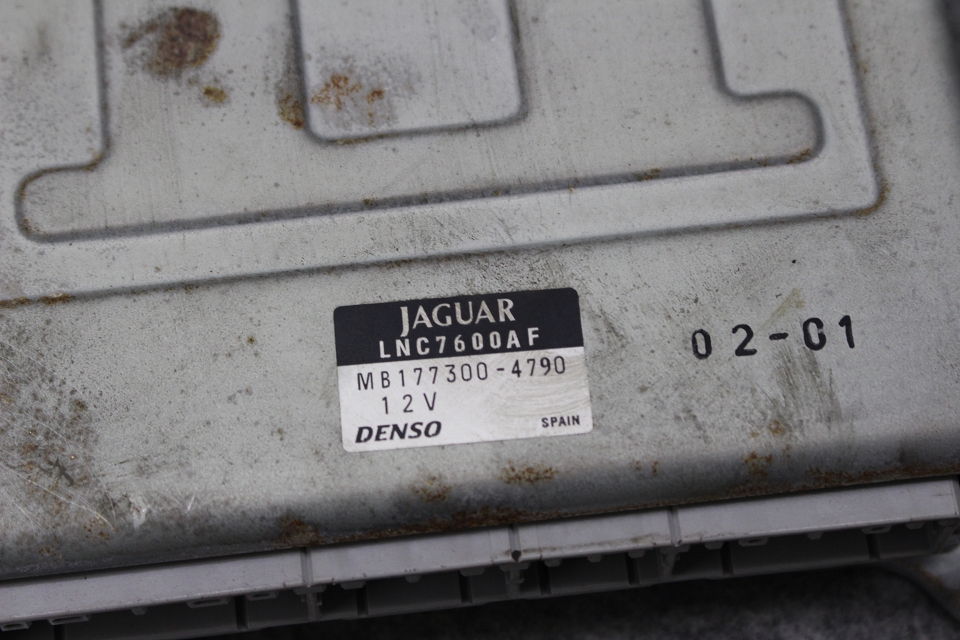 JAGUAR
LNC7600AF
MB177300-4790
12V
DENSO SPAIN
02-01